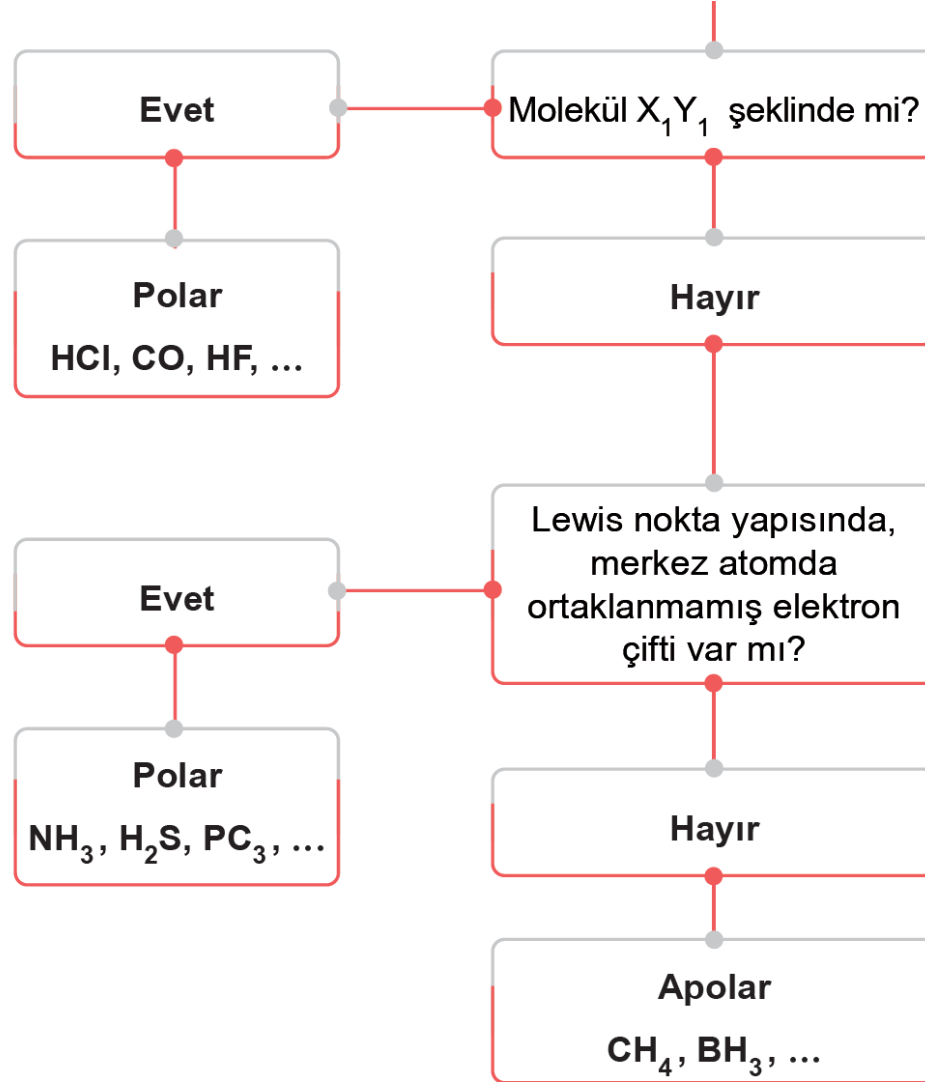 Evet
Molekül X₁Y₁ şeklinde mi?
Polar
HCl, CO, HF, ...
Hayır
Evet
Lewis nokta yapısında,
merkez atomda
ortaklanmamış elektron
çifti var mı?
Polar
NH₃, H₂S, PC₃, ...
Hayır
Apolar
CH₄, BH₃, ...